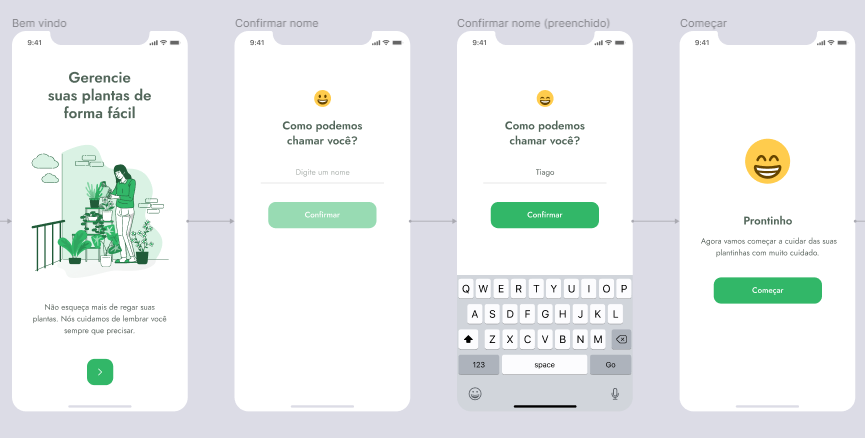 Bem vindo
9:41
Gerencie
suas plantas de
forma fácil
Não esqueça mais de regar suas
plantas. Nós cuidamos de lembrar você
sempre que precisar.
Confirmar nome
9:41
Como podemos
chamar você?
Digite um nome
Confirmar
Confirmar nome (preenchido)
9:41
Como podemos
chamar você?
Tiago
Confirmar
Q W E R T Y U I O P
A S D F G H J K L
Z X C V B N M
123 space Go
Começar
9:41
Prontinho
Agora vamos começar a cuidar das suas
plantinhas com muito cuidado.
Começar